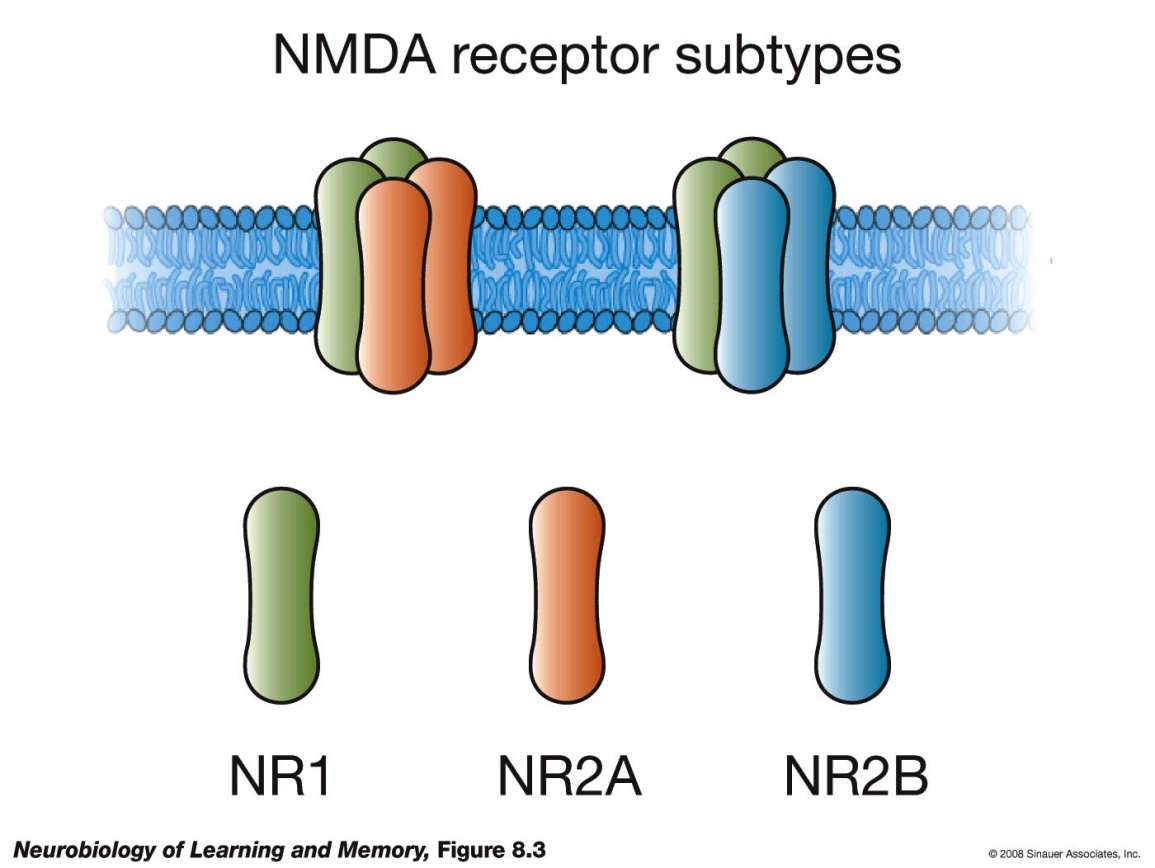 NMDA receptor subtypes
NR1 NR2A NR2B
Neurobiology of Learning and Memory, Figure 8.3
© 2008 Sinauer Associates, Inc.